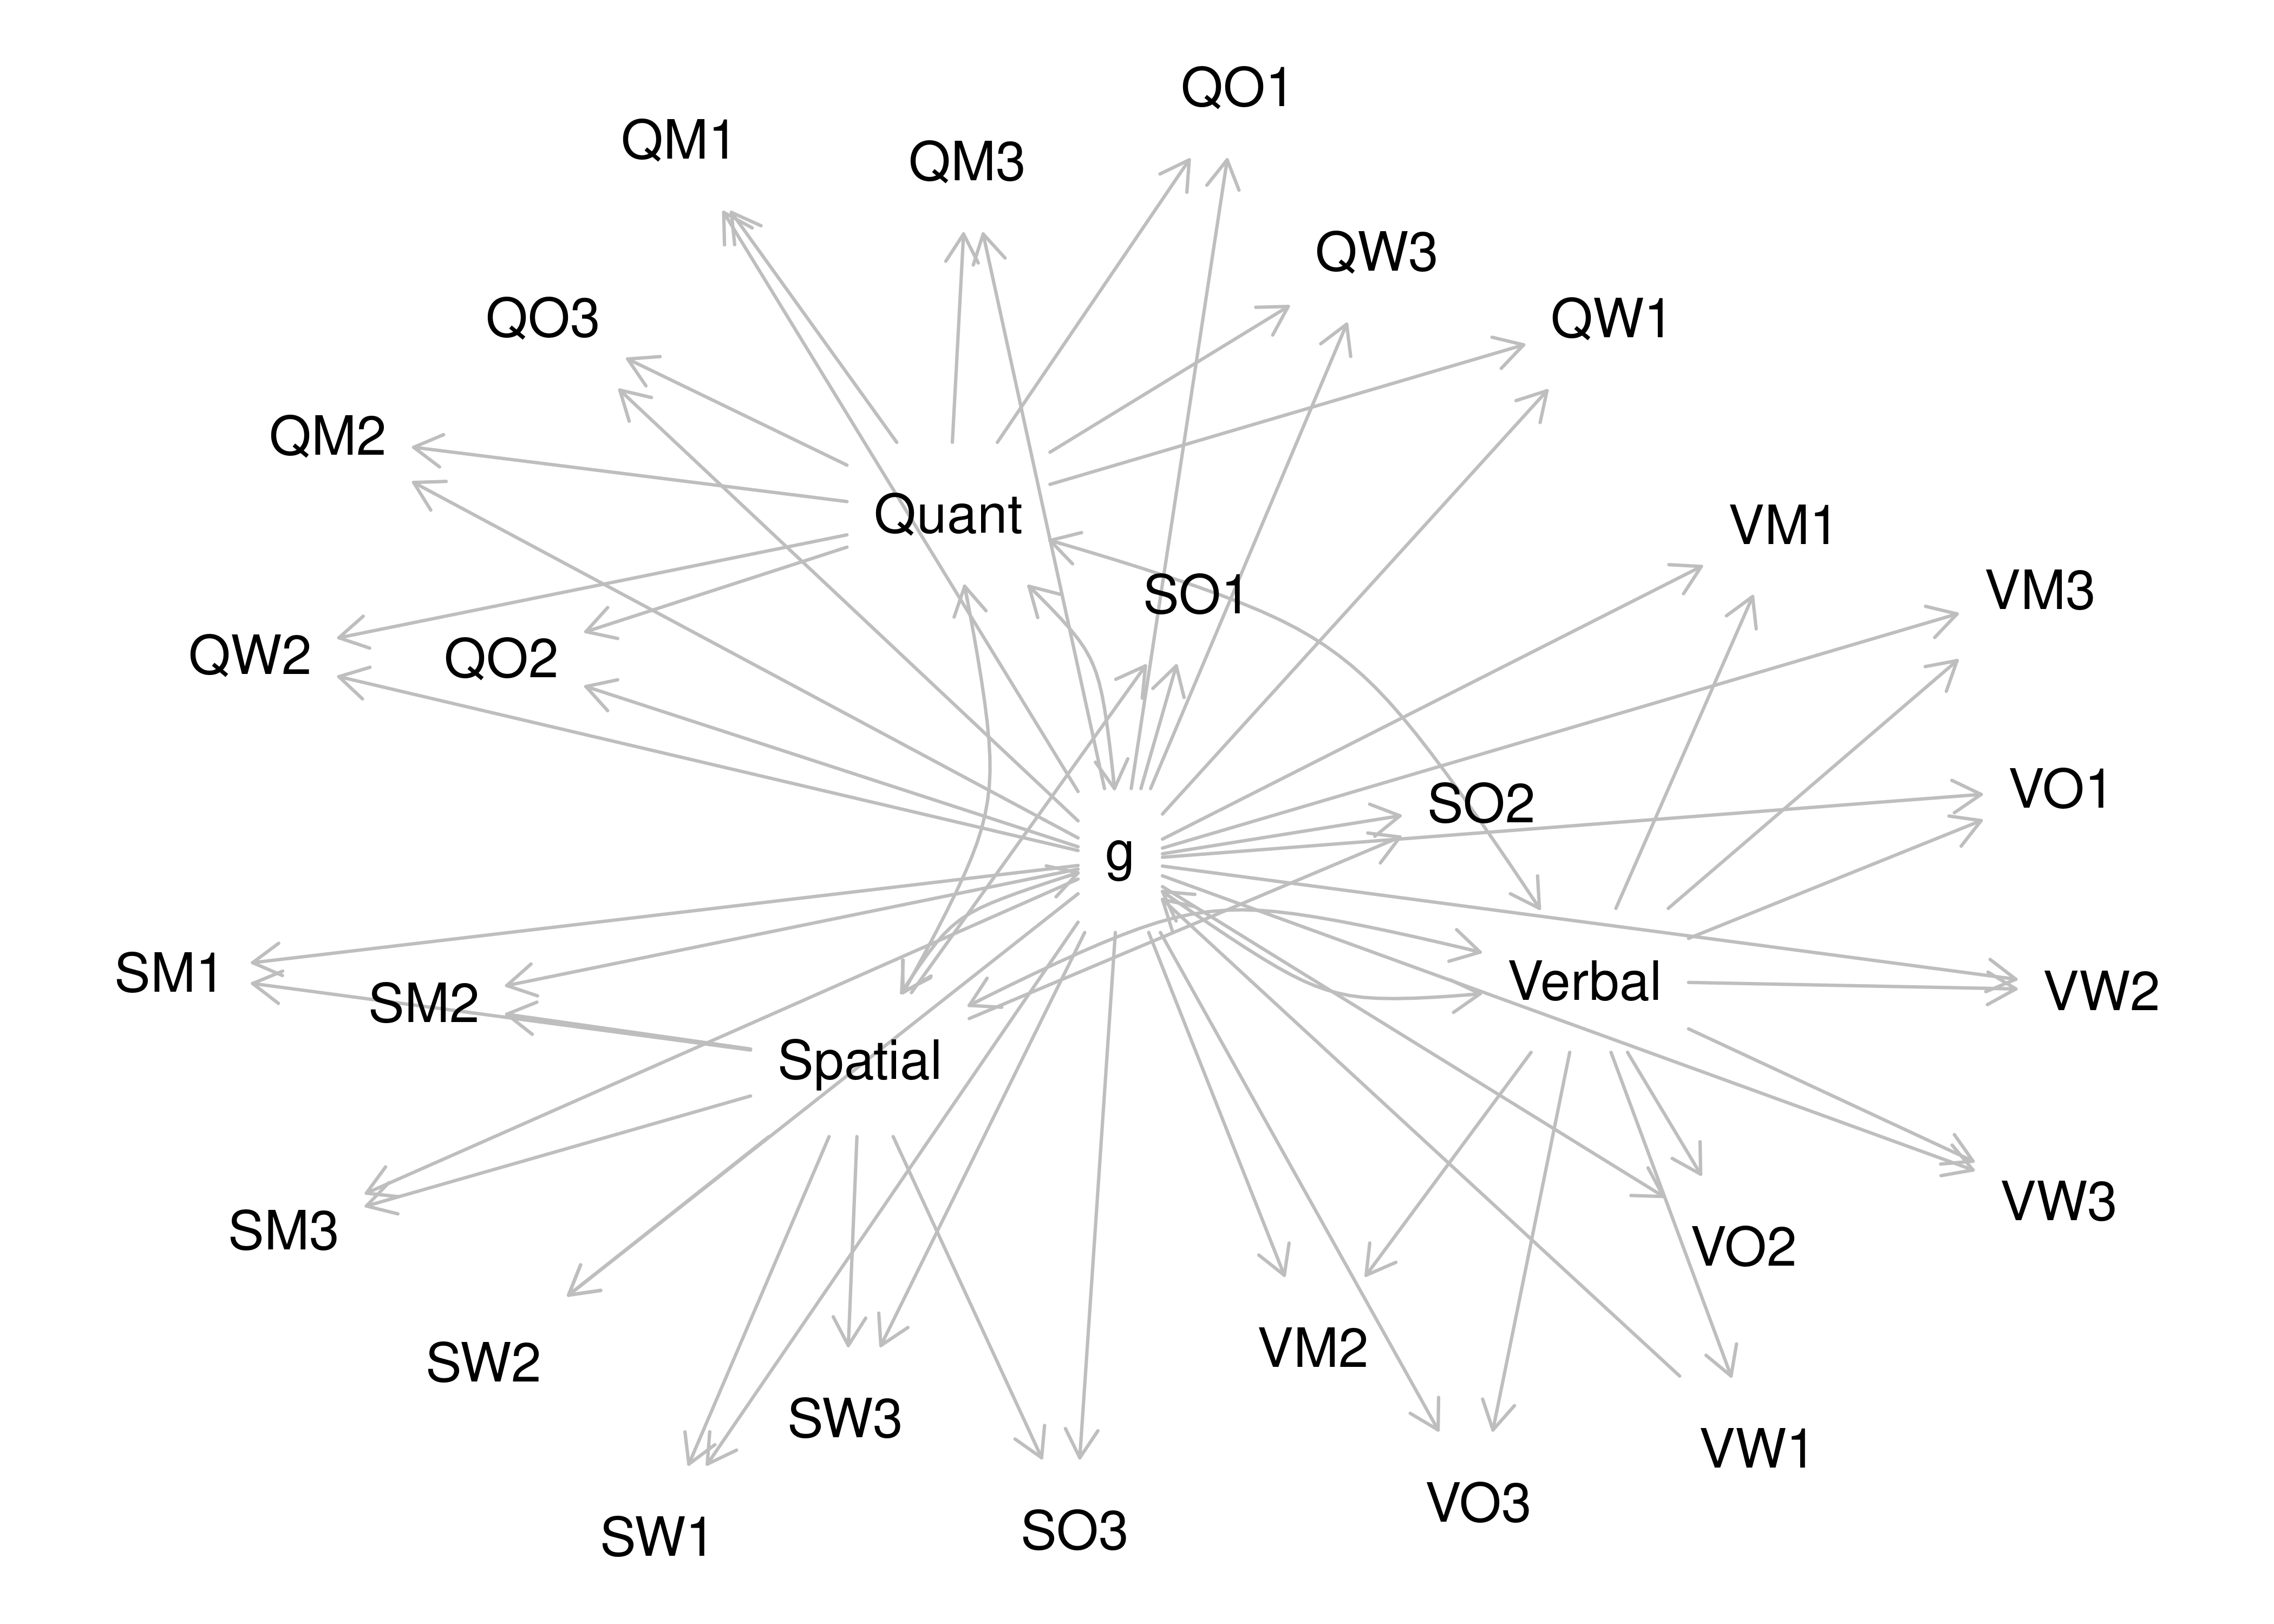 QO1
QM1
QM3
QW3
QO3
QW1
QM2
Quant
VM1
VM3
SO1
QW2
QO2
VO1
SO2
g
SM1
Verbal
VW2
SM2
Spatial
VW3
SM3
VO2
VM2
SW2
SW3
VW1
VO3
SO3
SW1